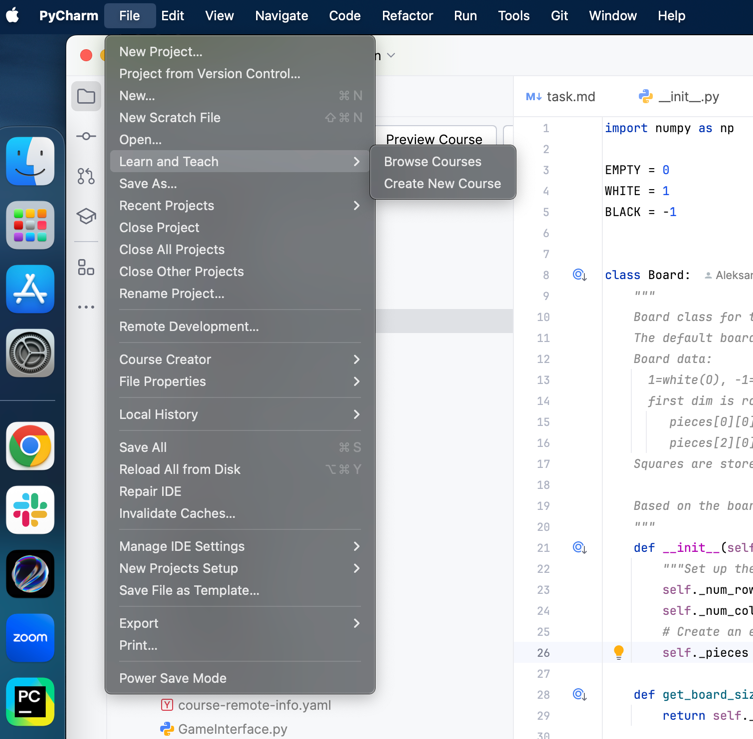 PyCharm File Edit View Navigate Code Refactor Run Tools Git Window Help
New Project...
Project from Version Control...
New... ⌘ N
New Scratch File ⇧ ⌘ N
Open...
Learn and Teach
Save As...
Recent Projects
Close Project
Close All Projects
Close Other Projects
Rename Project...
Remote Development...
Course Creator
File Properties
Local History
Save All ⌘ S
Reload All from Disk ⌥ ⌘ Y
Repair IDE
Invalidate Caches...
Manage IDE Settings
New Projects Setup
Save File as Template...
Export
Print...
Power Save Mode
Preview Course
Browse Courses
Create New Course
course-remote-info.yaml
GameInterface.py
zoom
PC
M↓ task.md __init__.py
1 import numpy as np
2
3 EMPTY = 0
4 WHITE = 1
5 BLACK = -1
6
7
8 class Board: Aleksan
9 """
10 Board class for t
11 The default board
12 Board data:
13 1=white(O), -1=
14 first dim is ro
15 pieces[0][0]
16 pieces[2][0]
17 Squares are store
18
19 Based on the boar
20 """
21 def __init__(self
22 """Set up the
23 self._num_row
24 self._num_col
25 # Create an e
26 self._pieces
27
28 def get_board_siz
29 return self._
30